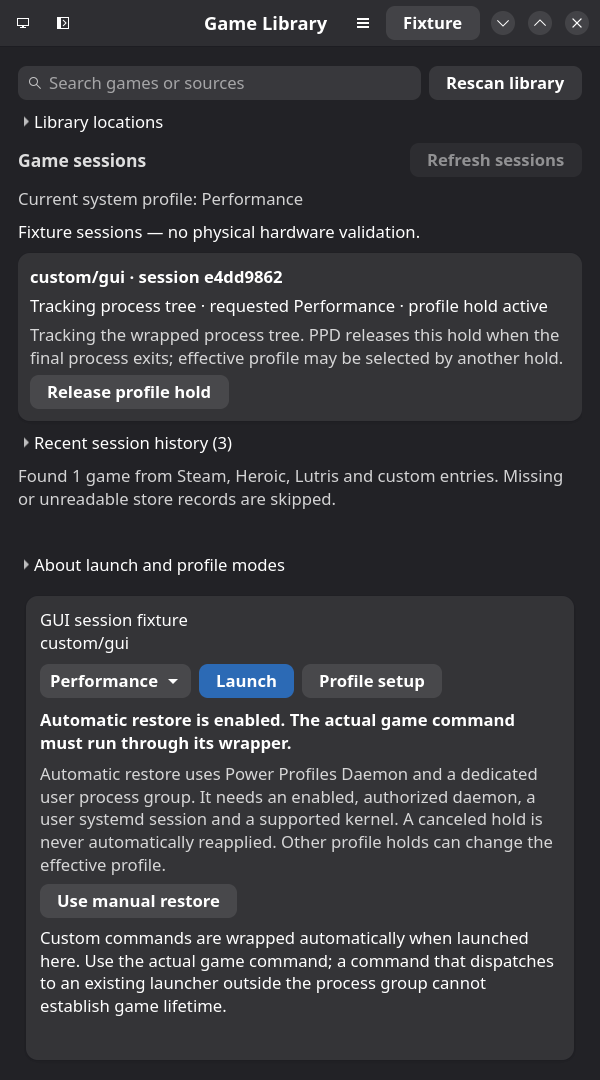 Game Library
Fixture
Search games or sources
Rescan library
Library locations
Game sessions
Refresh sessions
Current system profile: Performance
Fixture sessions — no physical hardware validation.
custom/gui · session e4dd9862
Tracking process tree · requested Performance · profile hold active
Tracking the wrapped process tree. PPD releases this hold when the
final process exits; effective profile may be selected by another hold.
Release profile hold
Recent session history (3)
Found 1 game from Steam, Heroic, Lutris and custom entries. Missing
or unreadable store records are skipped.
About launch and profile modes
GUI session fixture
custom/gui
Performance
Launch
Profile setup
Automatic restore is enabled. The actual game command
must run through its wrapper.
Automatic restore uses Power Profiles Daemon and a dedicated
user process group. It needs an enabled, authorized daemon, a
user systemd session and a supported kernel. A canceled hold is
never automatically reapplied. Other profile holds can change the
effective profile.
Use manual restore
Custom commands are wrapped automatically when launched
here. Use the actual game command; a command that dispatches
to an existing launcher outside the process group cannot
establish game lifetime.